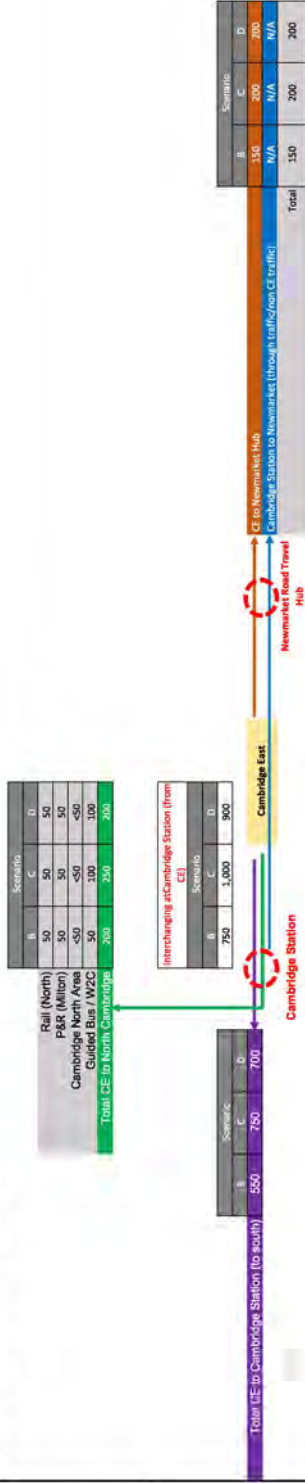 Scenario
B C D
Rail (North) 50 50 50
P&R (Milton) 50 50 50
Cambridge North Area <50 <50 <50
Guided Bus / W2C 50 100 100
Total CE to North Cambridge 200 250 200
Interchanging atCambridge Station (from CE)
Scenario
B C D
750 1,000 900
Scenario
B C D
Total CE to Cambridge Station (to south) 550 750 700
Cambridge Station
Cambridge East
Newmarket Road Travel
Hub
Scenario
B C D
CE to Newmarket Hub 150 200 200
Cambridge Station to Newmarket (through traffic/non CE traffic) N/A N/A N/A
Total 150 200 200